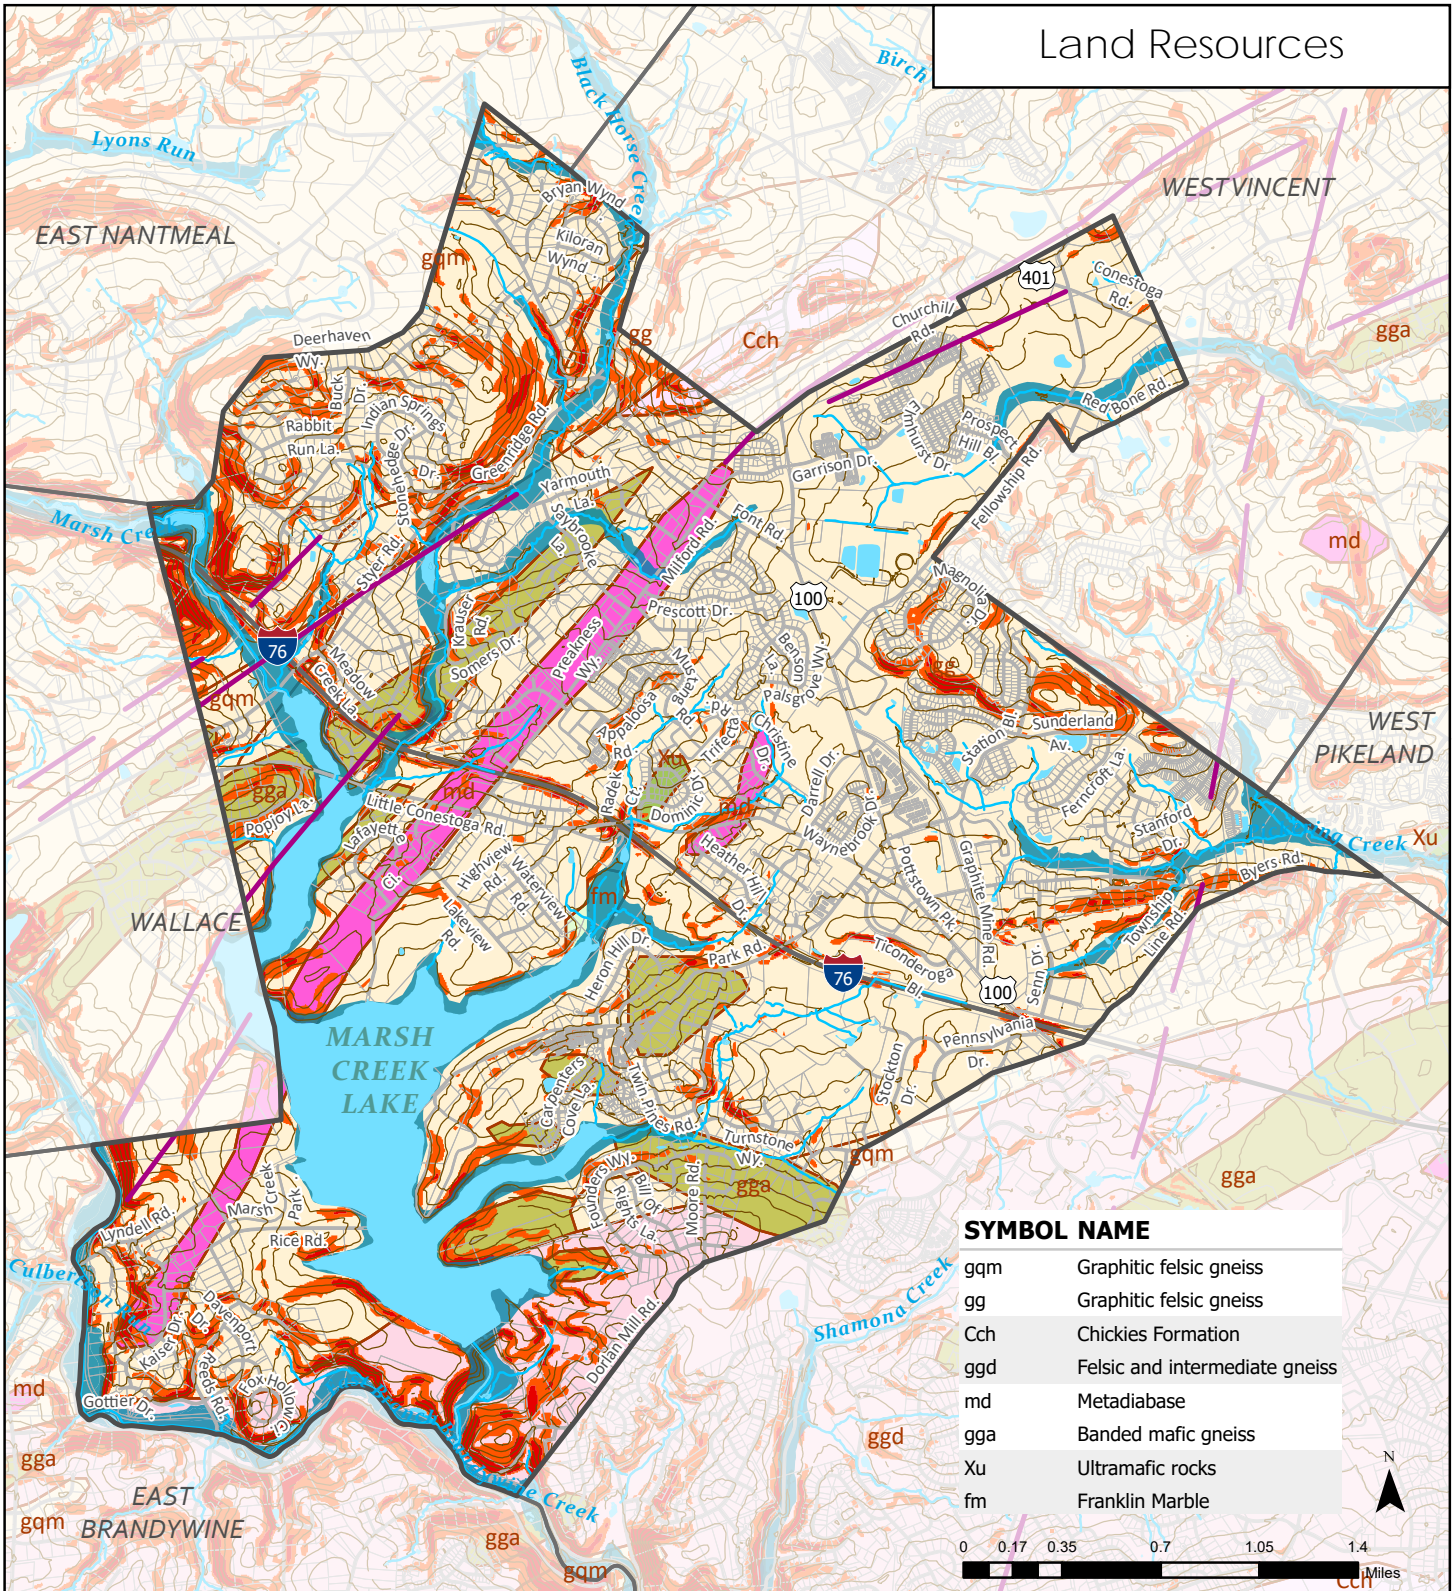 Land Resources
Birch
Black Horse Creek
Lyons Run
EAST NANTMEAL
WEST VINCENT
Bryan Wynd
Kiloran
Wynd
gqm
401
Conestoga
Rd.
Churchill
Rd.
Cch
gg
gga
Deerhaven
Wy.
Buck
Dr.
Rabbit
Run La.
Indian Springs
Dr.
Stonehedge Dr.
Greenridge Rd.
Red Bone Rd.
Prospect
Hill Bl.
Elmhurst Dr.
Garrison Dr.
Fellowship Rd.
Yarmouth
La.
Saybrooke
La.
Font Rd.
Milford Rd.
Marsh Creek
Styer Rd.
md
100
Magnolia
Dr.
Prescott Dr.
Krauser
Rd.
Somers Dr.
Preakness
Wy.
Benson
La.
Palsgrove Wy.
76
Meadow
Creek La.
gqm
gg
Mustang
Rd.
Appaloosa
Rd.
Trifecta
Rd.
Christine
Dr.
Sunderland
Av.
Station Bl.
WEST
PIKELAND
Xu
Radek
Ct.
Dominic Dr.
md
Darrell Dr.
Waynebrook Dr.
Ferncroft La.
Stanford
Dr.
gga
Popjoy La.
md
Little Conestoga Rd.
Lafayette
Cl.
Highview
Rd.
Waterview
Rd.
Lakeview
Rd.
Heather Hill
Dr.
Pottstown Pk.
Graphite Mine Rd.
Byers Rd.
Township
Line Rd.
Xu
fm
WALLACE
Heron Hill Dr.
Park Rd.
76
Ticonderoga
Bl.
100
Senn Dr.
Pennsylvania
Dr.
Stockton
Dr.
MARSH
CREEK
LAKE
Carpenters
Cove La.
Twin Pines Rd.
Turnstone
Wy.
gqm
gga
gga
Founders Wy.
Bill Of
Rights La.
Moore Rd.
Marsh Creek
Park
Lyndell Rd.
Rice Rd.
Culbertson Run
Davenport
Dr.
Kaiser Dr.
Reeds Rd.
Fox Hollow Cl.
Gottier Dr.
Dorlan Mill Rd.
Shamona Creek
md
gga
gqm
EAST
BRANDYWINE
ggd
gga
gqm
SYMBOL NAME
gqm Graphitic felsic gneiss
gg Graphitic felsic gneiss
Cch Chickies Formation
ggd Felsic and intermediate gneiss
md Metadiabase
gga Banded mafic gneiss
Xu Ultramafic rocks
fm Franklin Marble
N
0 0.17 0.35 0.7 1.05 1.4
Miles
Cch